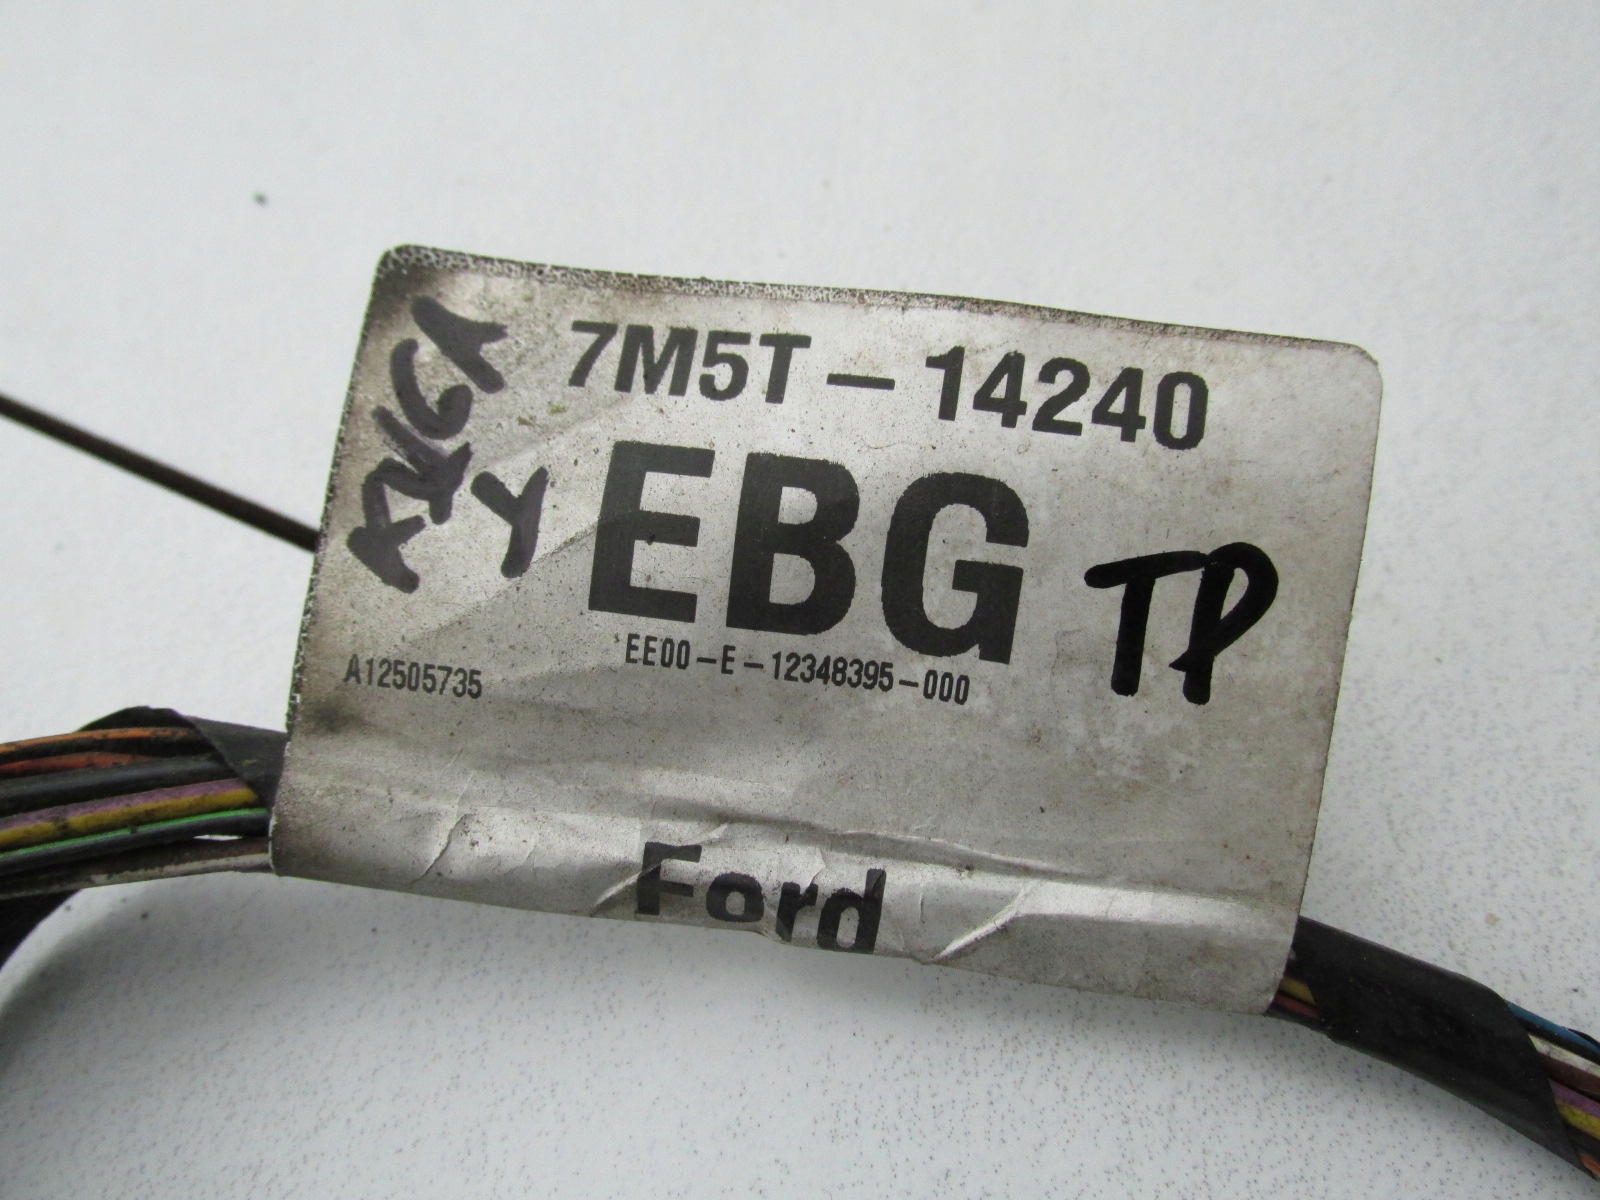 7M5T-14240
EBG
Y
TP
EE00-E-12348395-000
A12505735
Ford